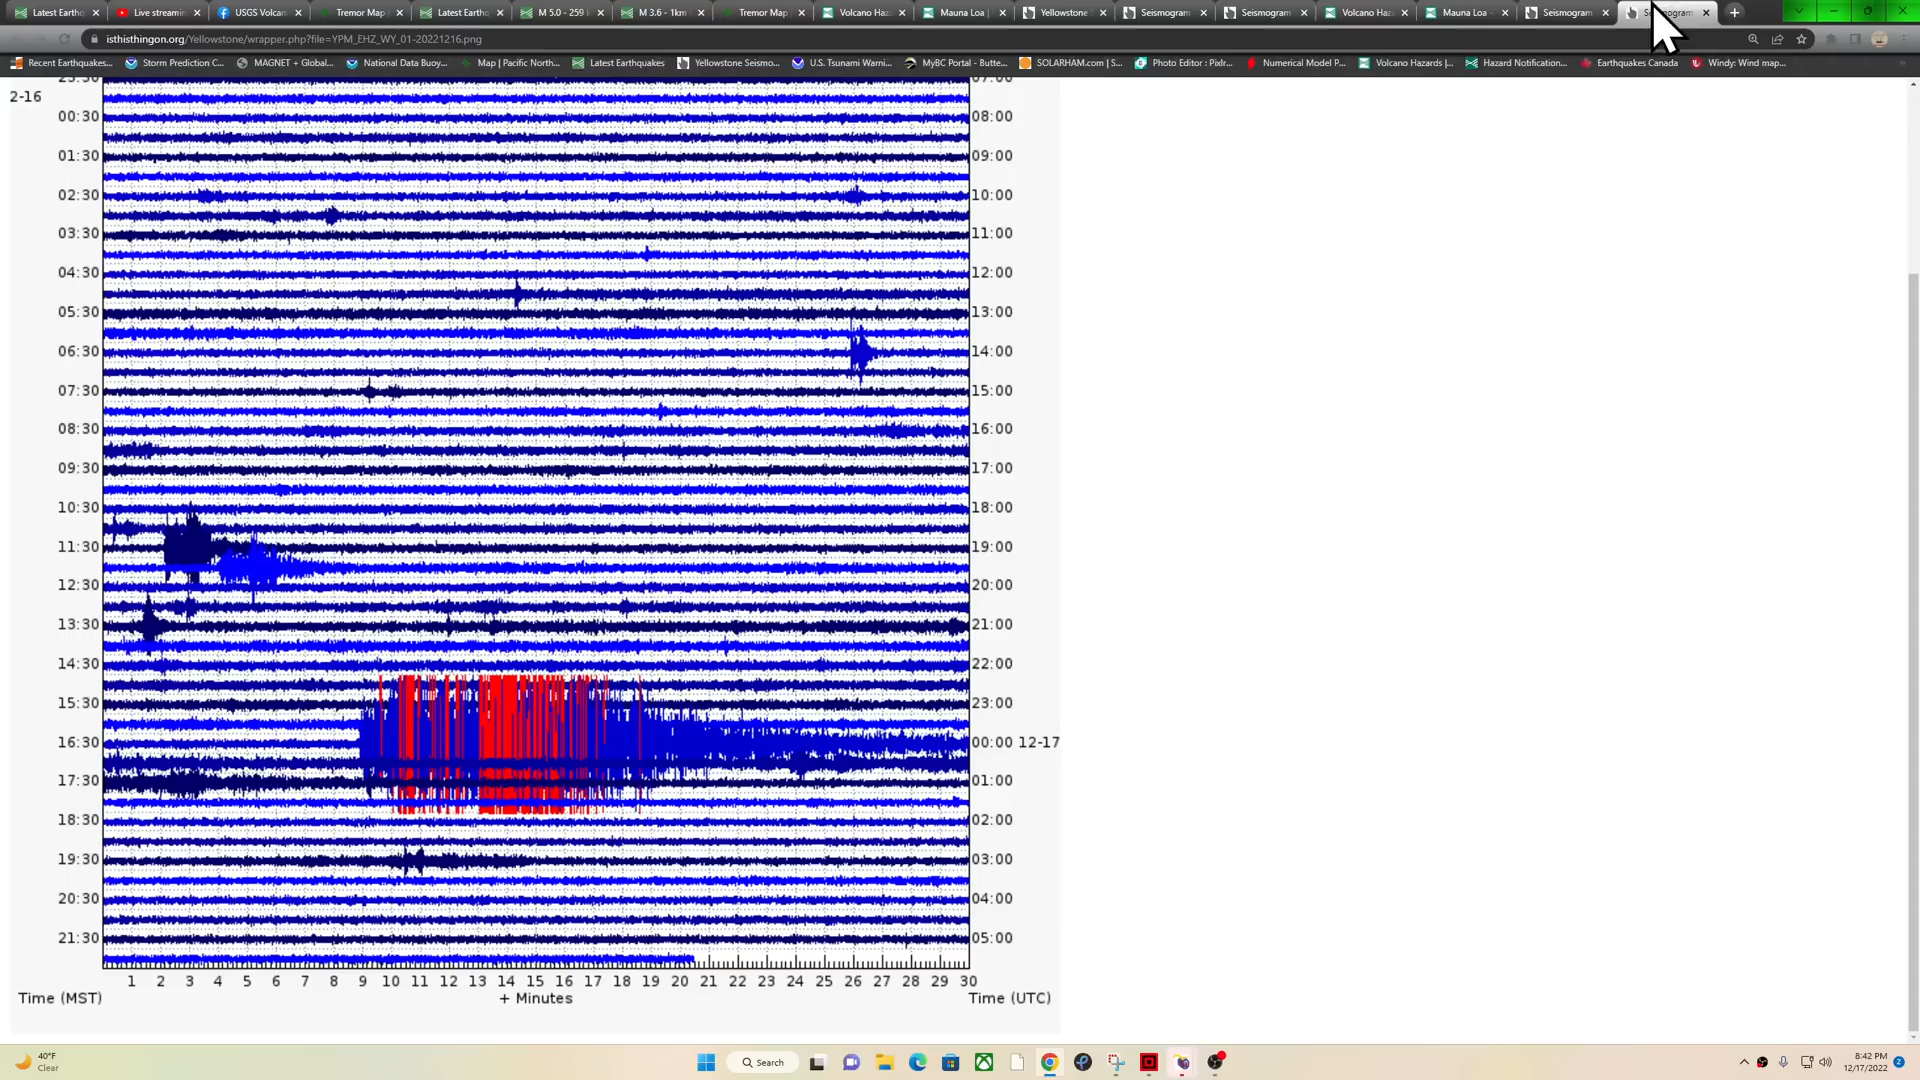 Latest Earthq
Live streamin
USGS Volcan
Tremor Map |
Latest Earthq
M 5.0 - 259 k
M 3.6 - 1km
Tremor Map |
Volcano Haz
Mauna Loa |
Yellowstone
Seismogram
Seismogram
Volcano Haz
Mauna Loa -
Seismogram
isthisthingon.org/Yellowstone/wrapper.php?file=YPM_EHZ_WY_01-20221216.png
Recent Earthquakes...
Storm Prediction C...
MAGNET + Global...
National Data Buoy...
Map | Pacific North...
Latest Earthquakes
Yellowstone Seismo...
U.S. Tsunami Warni...
MyBC Portal - Butte...
SOLARHAM.com | S...
Photo Editor : Pixlr...
Numerical Model P...
Volcano Hazards |...
Hazard Notification...
Earthquakes Canada
Windy: Wind map...
2-16
00:30 08:00
01:30 09:00
02:30 10:00
03:30 11:00
04:30 12:00
05:30 13:00
06:30 14:00
07:30 15:00
08:30 16:00
09:30 17:00
10:30 18:00
11:30 19:00
12:30 20:00
13:30 21:00
14:30 22:00
15:30 23:00
16:30 00:00 12-17
17:30 01:00
18:30 02:00
19:30 03:00
20:30 04:00
21:30 05:00
1 2 3 4 5 6 7 8 9 10 11 12 13 14 15 16 17 18 19 20 21 22 23 24 25 26 27 28 29 30
Time (MST) + Minutes Time (UTC)
40°F
Clear
Search
8:42 PM
12/17/2022
2